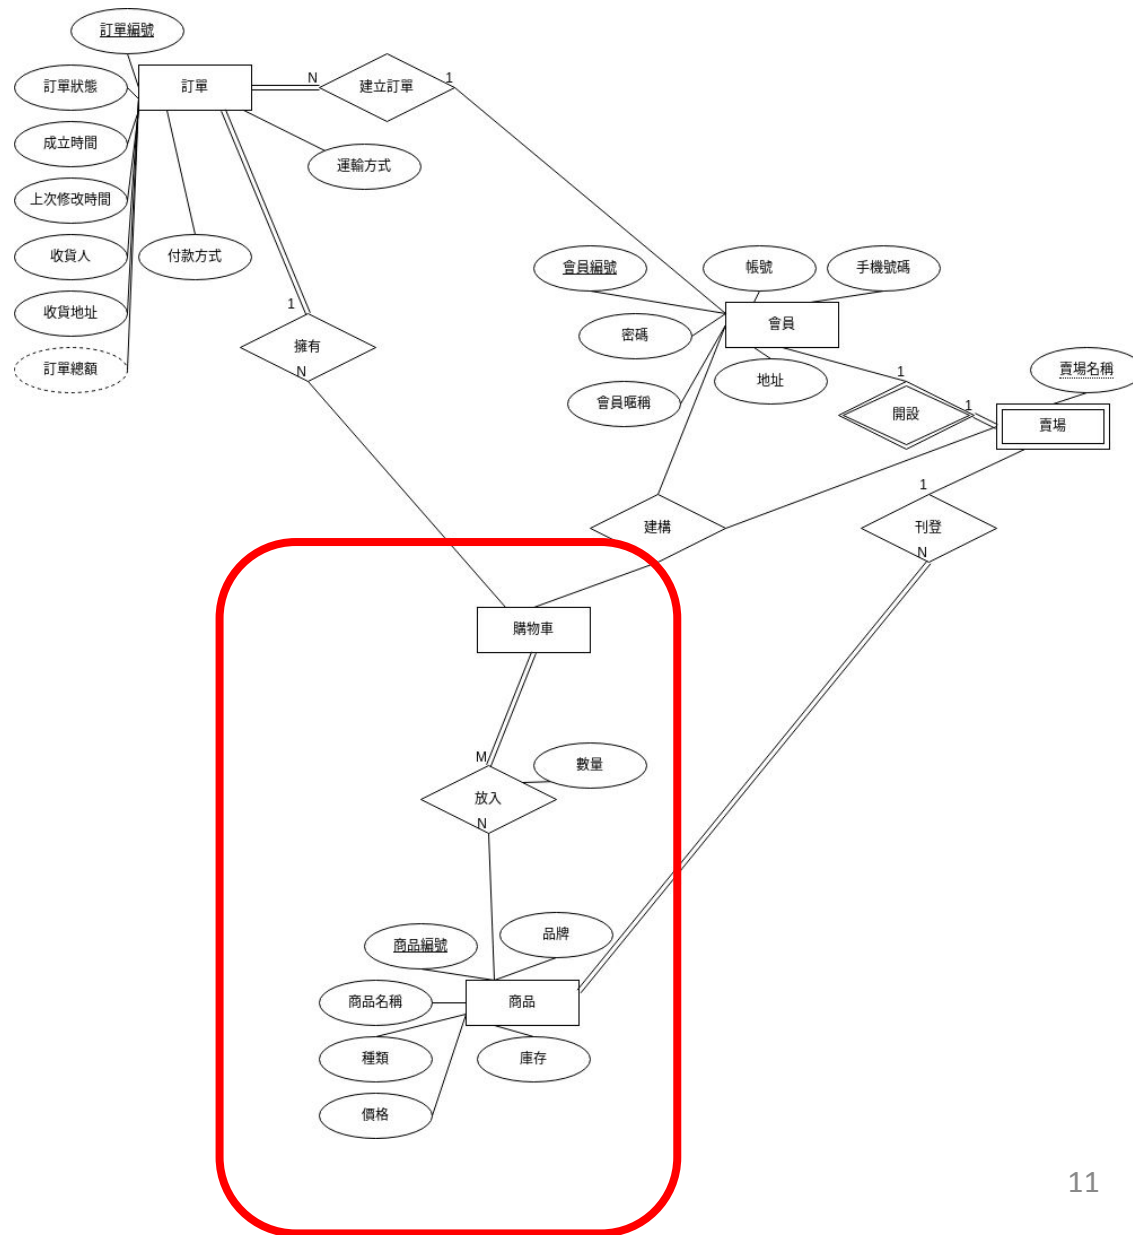 訂單編號
訂單狀態
訂單
N
建立訂單
1
成立時間
運輸方式
上次修改時間
收貨人
付款方式
會員編號
帳號
手機號碼
收貨地址
1
密碼
會員
擁有
訂單總額
N
會員暱稱
地址
1
賣場名稱
開設
1
賣場
1
建構
刊登
N
購物車
M
數量
放入
N
商品編號
品牌
商品名稱
商品
種類
庫存
價格
11